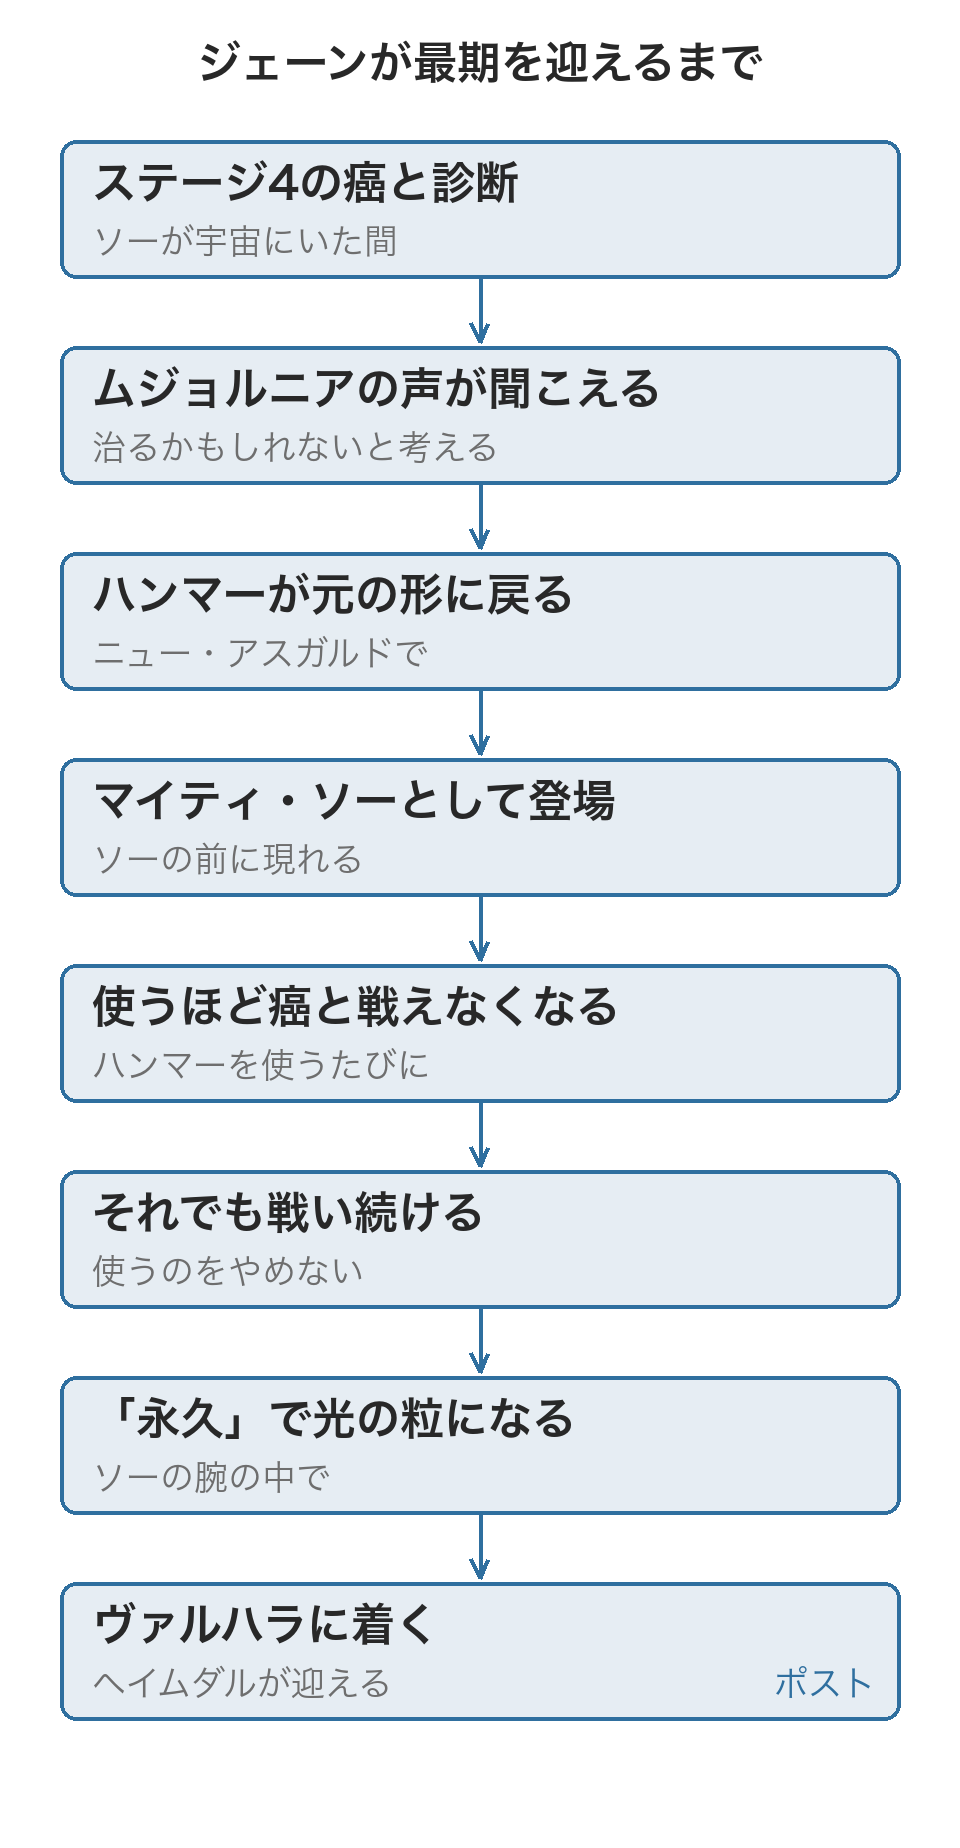 ジェーンが最期を迎えるまで
ステージ4の癌と診断
ソーが宇宙にいた間
ムジョルニアの声が聞こえる
治るかもしれないと考える
ハンマーが元の形に戻る
ニュー・アスガルドで
マイティ・ソーとして登場
ソーの前に現れる
使うほど癌と戦えなくなる
ハンマーを使うたびに
それでも戦い続ける
使うのをやめない
「永久」で光の粒になる
ソーの腕の中で
ヴァルハラに着く
ヘイムダルが迎える
ポスト